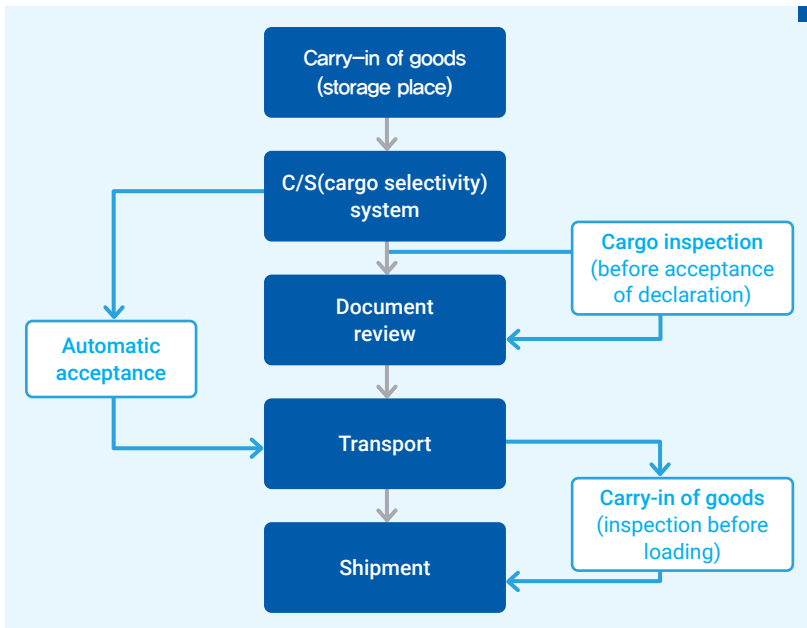 Carry-in of goods
(storage place)
C/S(cargo selectivity)
system
Cargo inspection
(before acceptance
of declaration)
Document
review
Automatic
acceptance
Transport
Carry-in of goods
(inspection before
loading)
Shipment